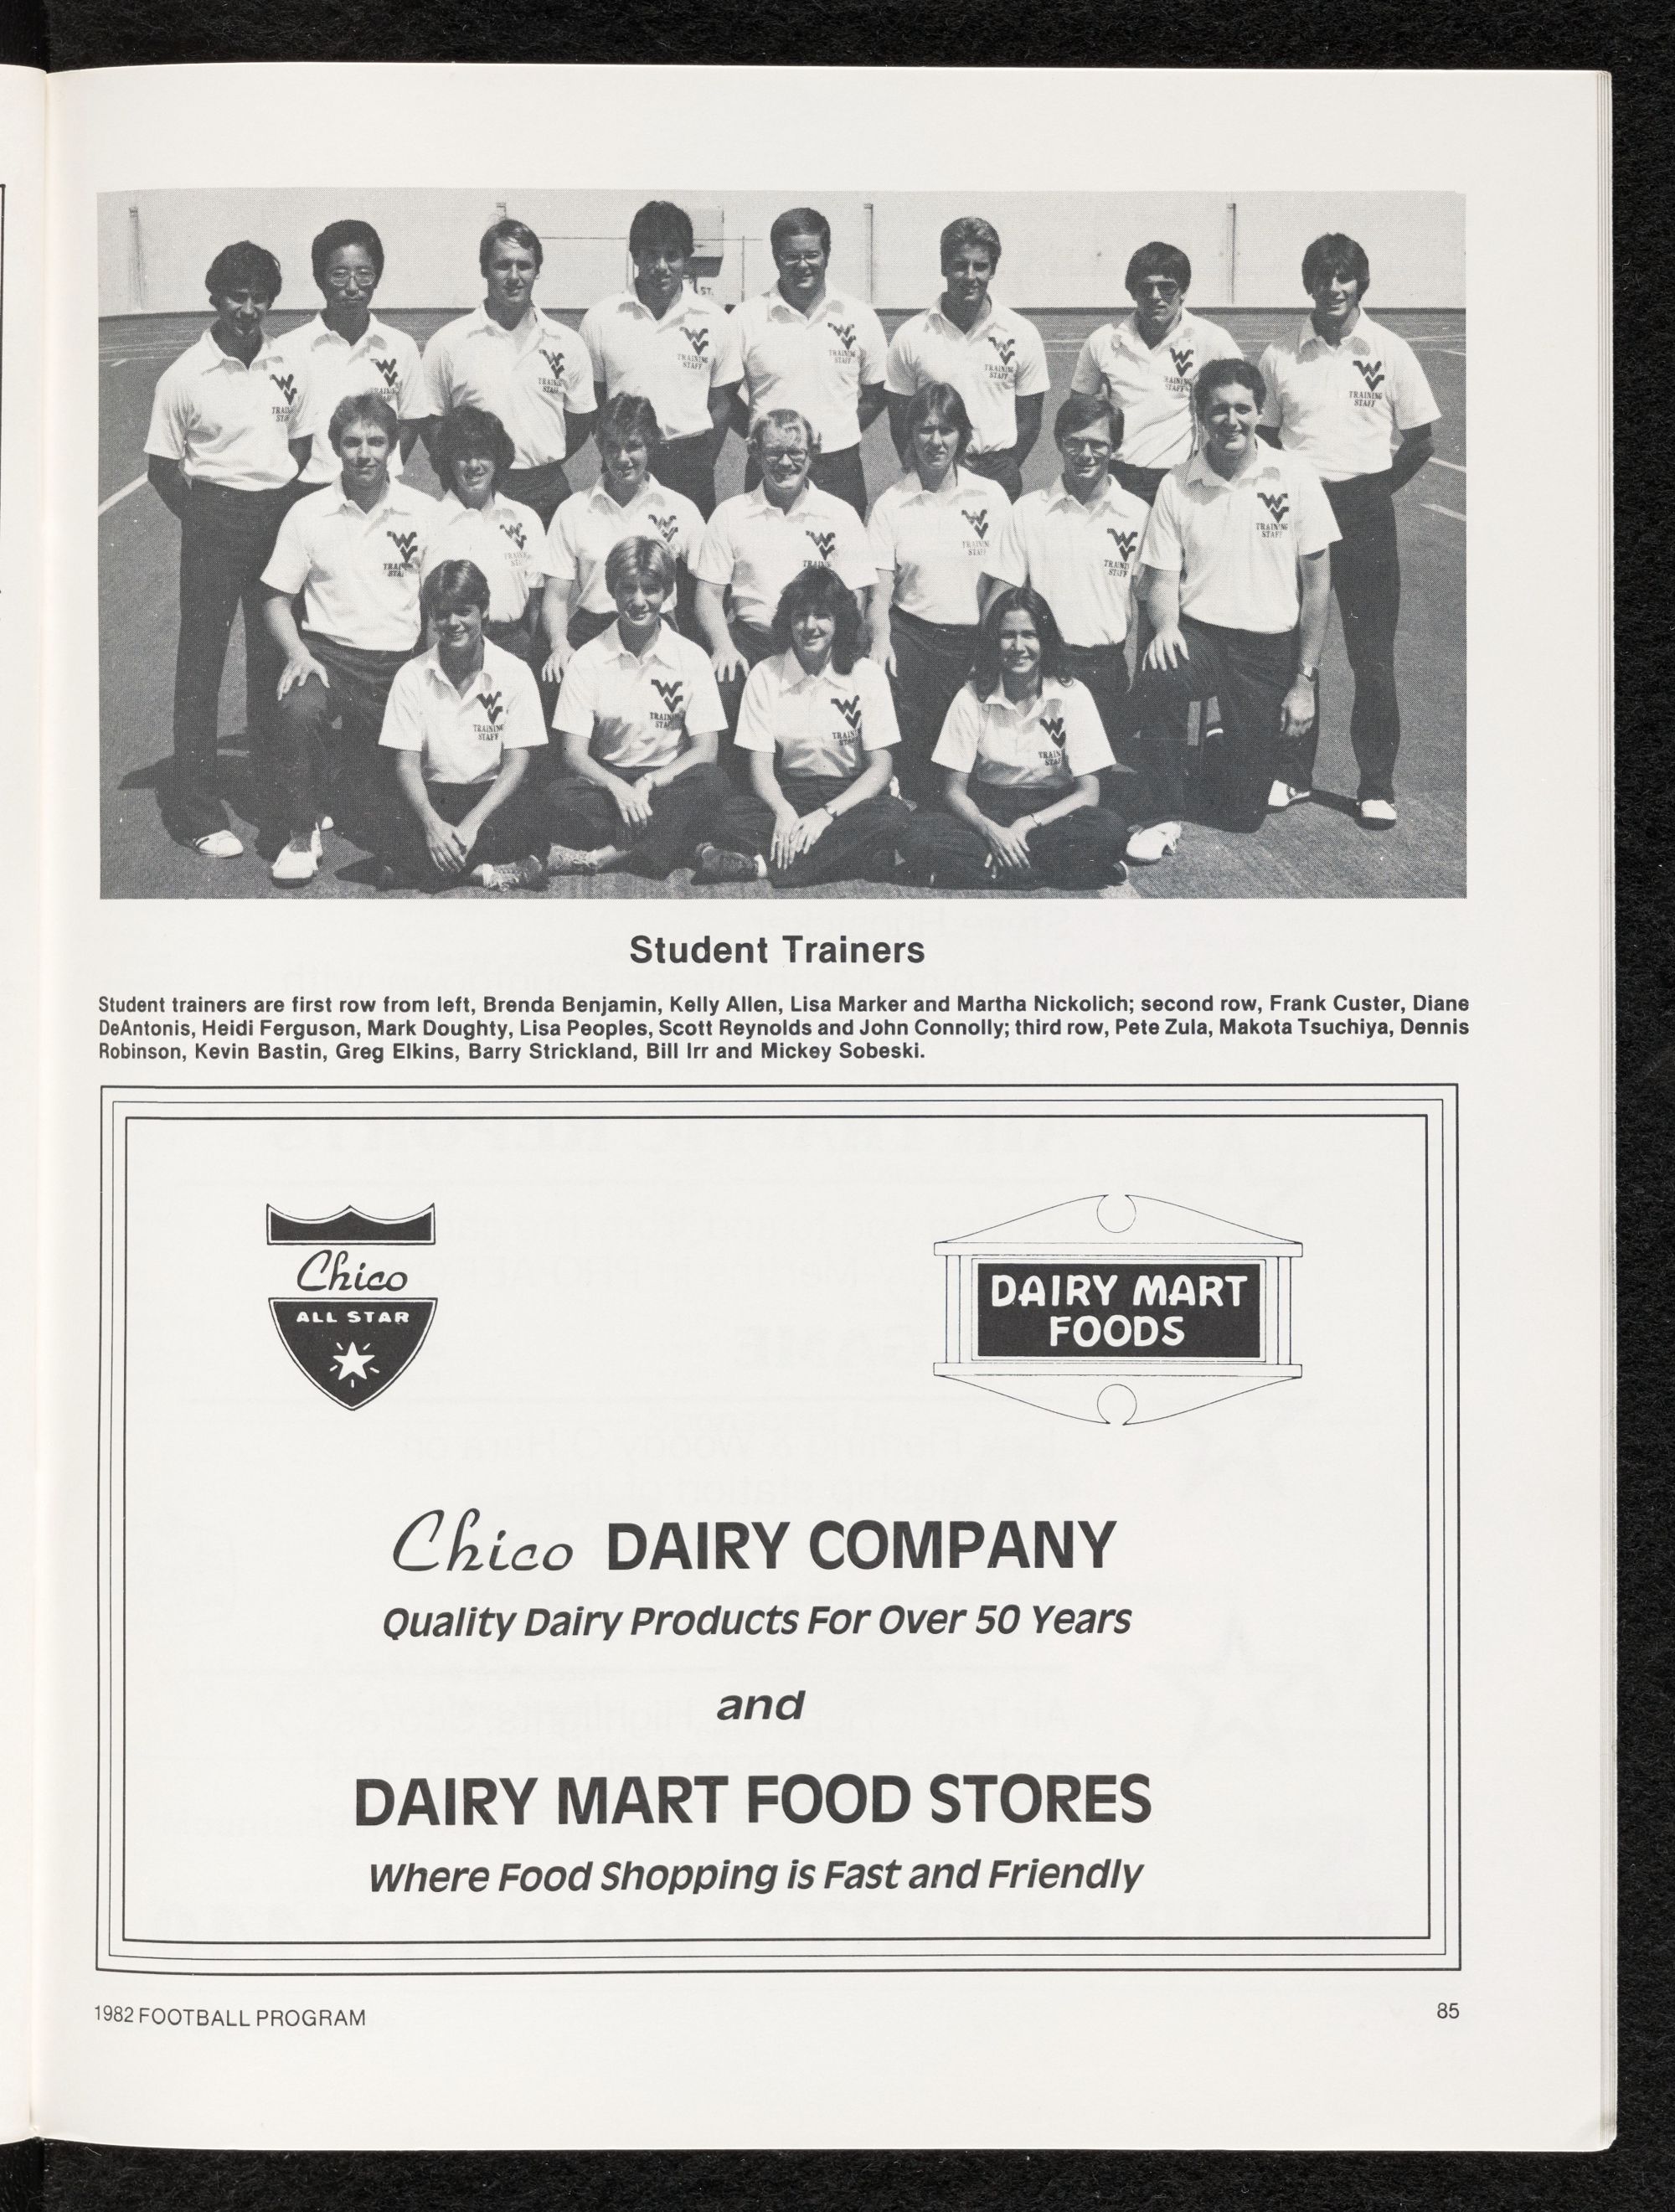 Student Trainers
Student trainers are first row from left, Brenda Benjamin, Kelly Allen, Lisa Marker and Martha Nickolich; second row, Frank Custer, Diane
DeAntonis, Heidi Ferguson, Mark Doughty, Lisa Peoples, Scott Reynolds and John Connolly; third row, Pete Zula, Makota Tsuchiya, Dennis
Robinson, Kevin Bastin, Greg Elkins, Barry Strickland, Bill Irr and Mickey Sobeski.
Chico
ALL STAR
DAIRY MART
FOODS
Chico DAIRY COMPANY
Quality Dairy Products For Over 50 Years
and
DAIRY MART FOOD STORES
Where Food Shopping is Fast and Friendly
1982 FOOTBALL PROGRAM
85